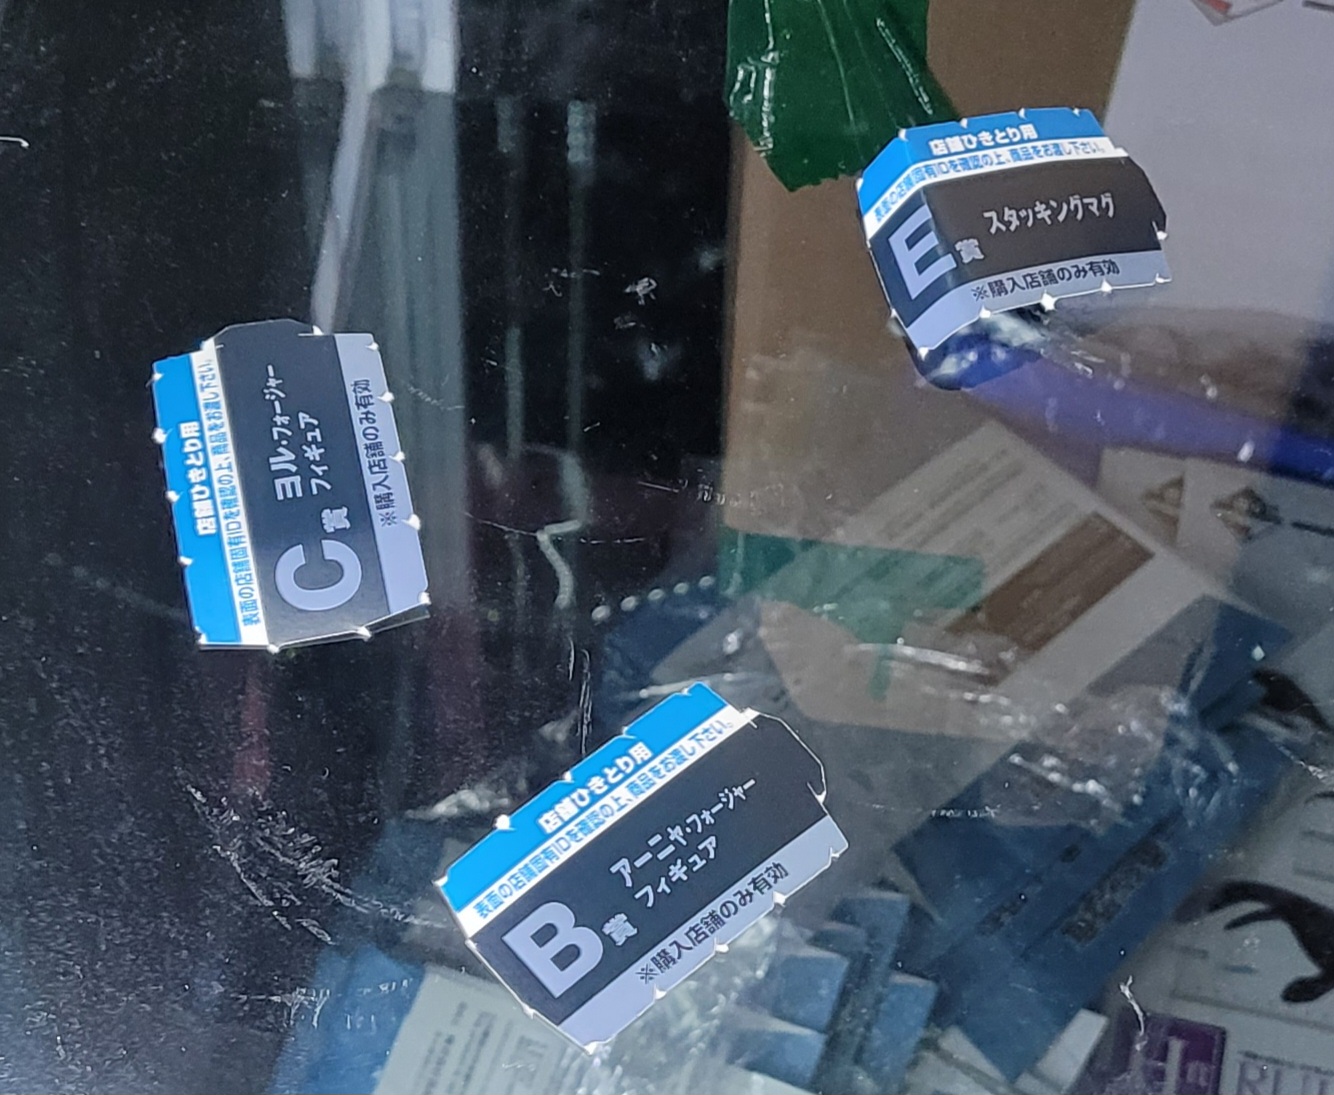 店舗ひきとり用
表面の店舗固有IDを確認の上、商品をお渡し下さい。
E賞
スタッキングマグ
※購入店舗のみ有効
店舗ひきとり用
表面の店舗固有IDを確認の上、商品をお渡し下さい。
C賞
ヨル・フォージャー
フィギュア
※購入店舗のみ有効
店舗ひきとり用
表面の店舗固有IDを確認の上、商品をお渡し下さい。
B賞
アーニャ・フォージャー
フィギュア
※購入店舗のみ有効